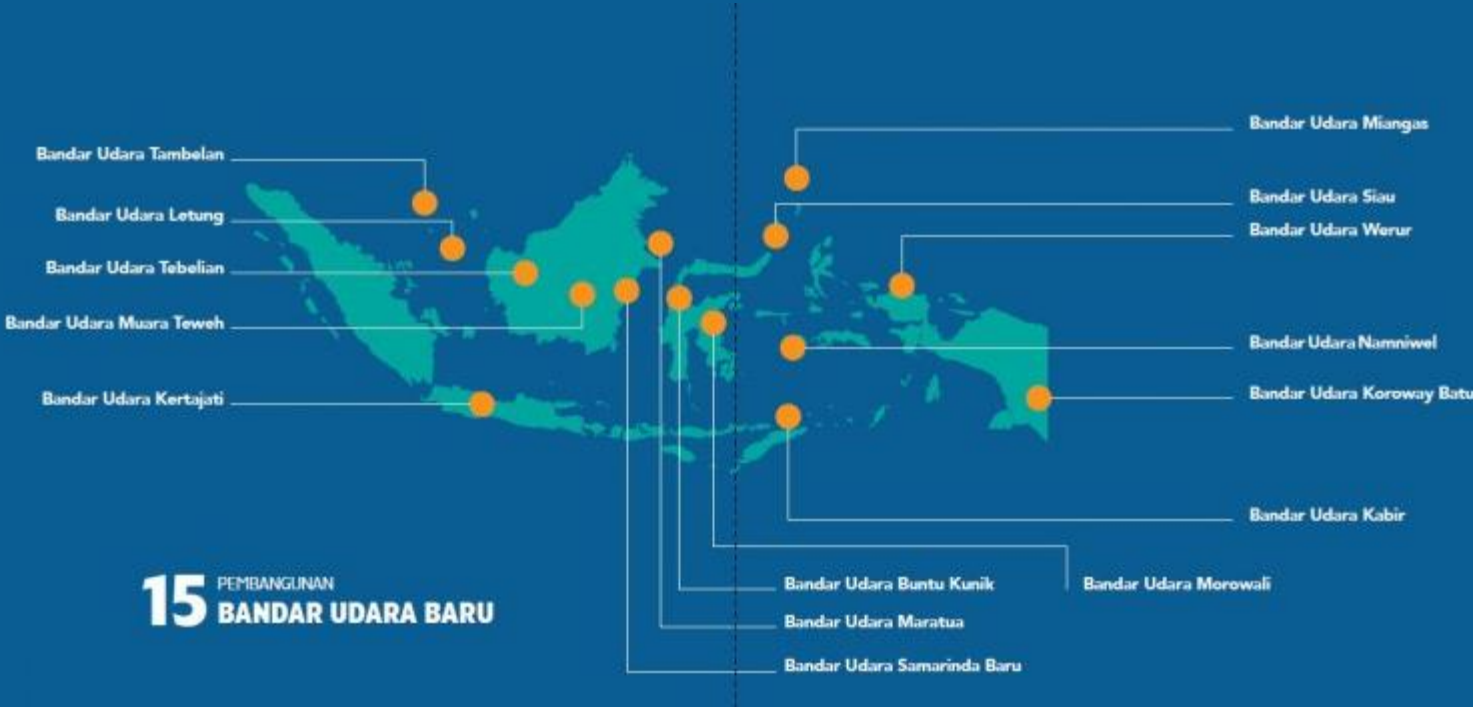 Bandar Udara Tambelan
Bandar Udara Letung
Bandar Udara Tebelian
Bandar Udara Muara Teweh
Bandar Udara Kertajati
Bandar Udara Miangas
Bandar Udara Siau
Bandar Udara Werur
Bandar Udara Namniwel
Bandar Udara Koroway Batu
Bandar Udara Kabir
Bandar Udara Buntu Kunik
Bandar Udara Morowali
Bandar Udara Maratua
Bandar Udara Samarinda Baru
15 PEMBANGUNAN
BANDAR UDARA BARU